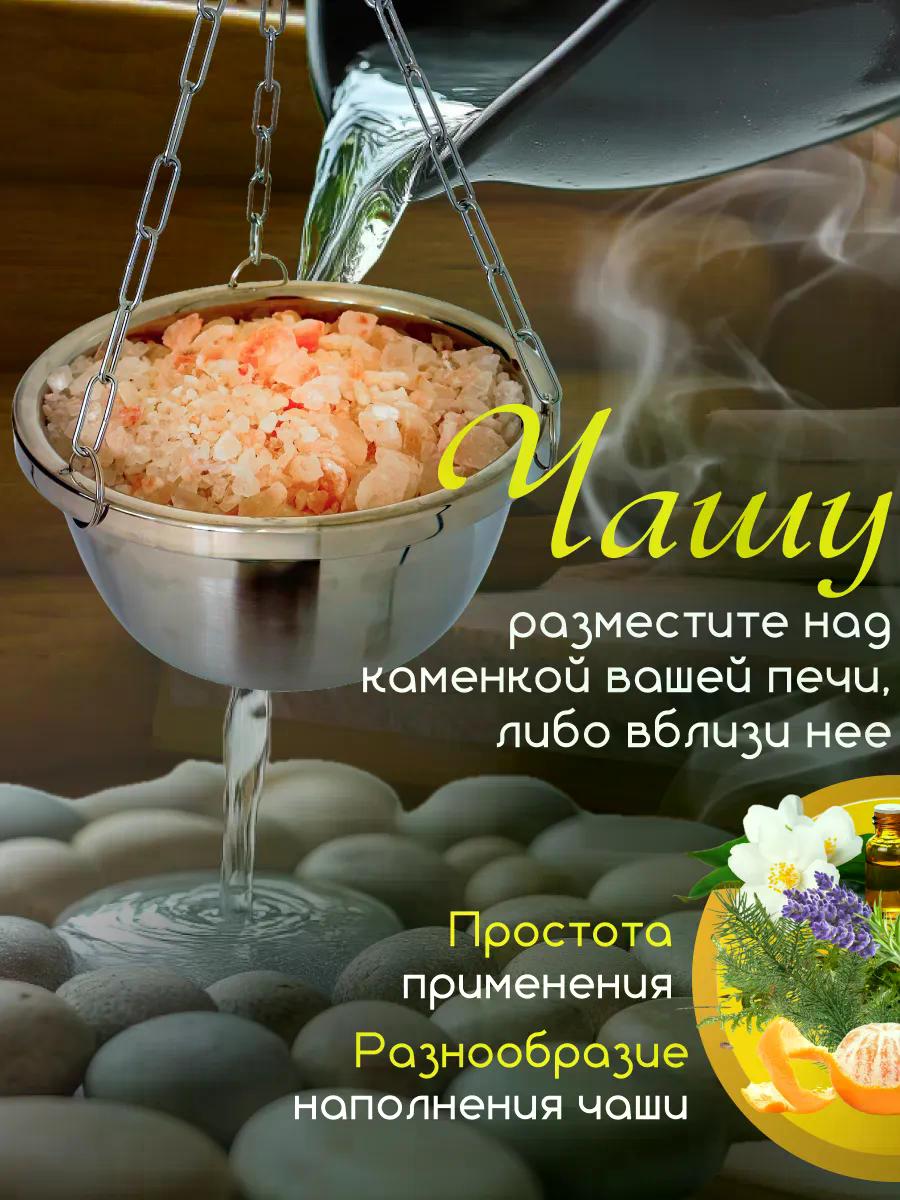 Чашу
разместите над
каменкой вашей печи,
либо вблизи нее
Простота
применения
Разнообразие
наполнения чаши